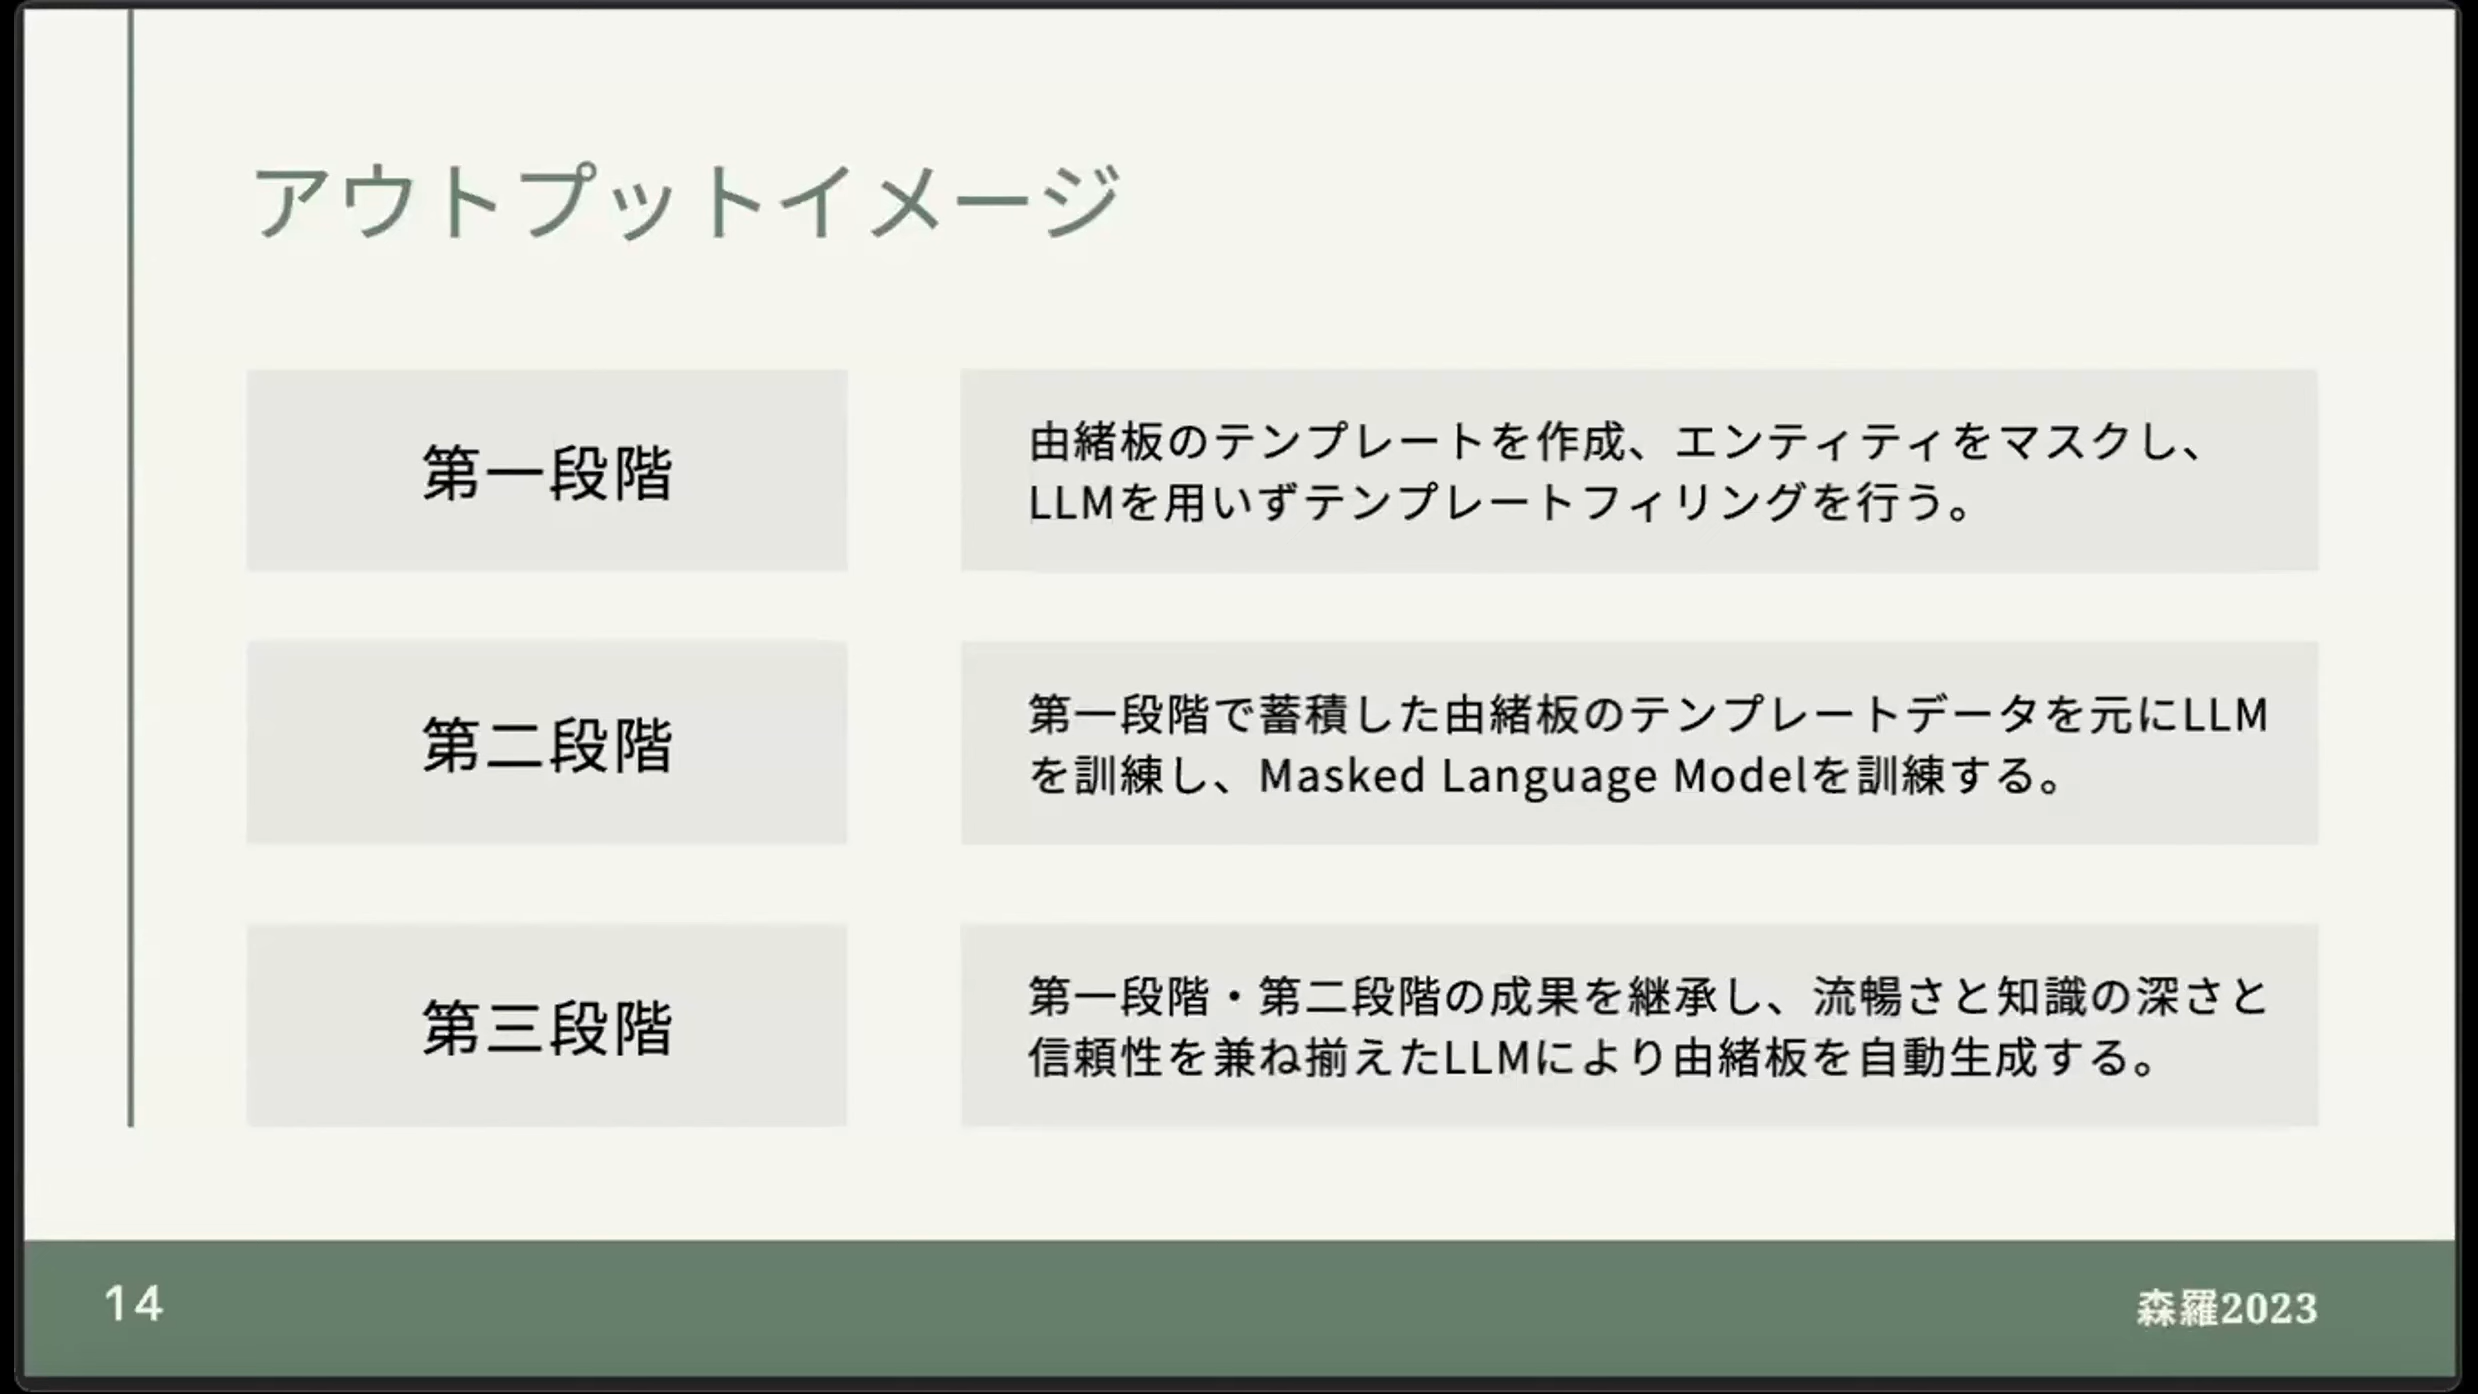 アウトプットイメージ
第一段階
由緒板のテンプレートを作成、エンティティをマスクし、
LLMを用いずテンプレートフィリングを行う。
第二段階
第一段階で蓄積した由緒板のテンプレートデータを元にLLM
を訓練し、Masked Language Modelを訓練する。
第三段階
第一段階・第二段階の成果を継承し、流暢さと知識の深さと
信頼性を兼ね揃えたLLMにより由緒板を自動生成する。
14
森羅2023